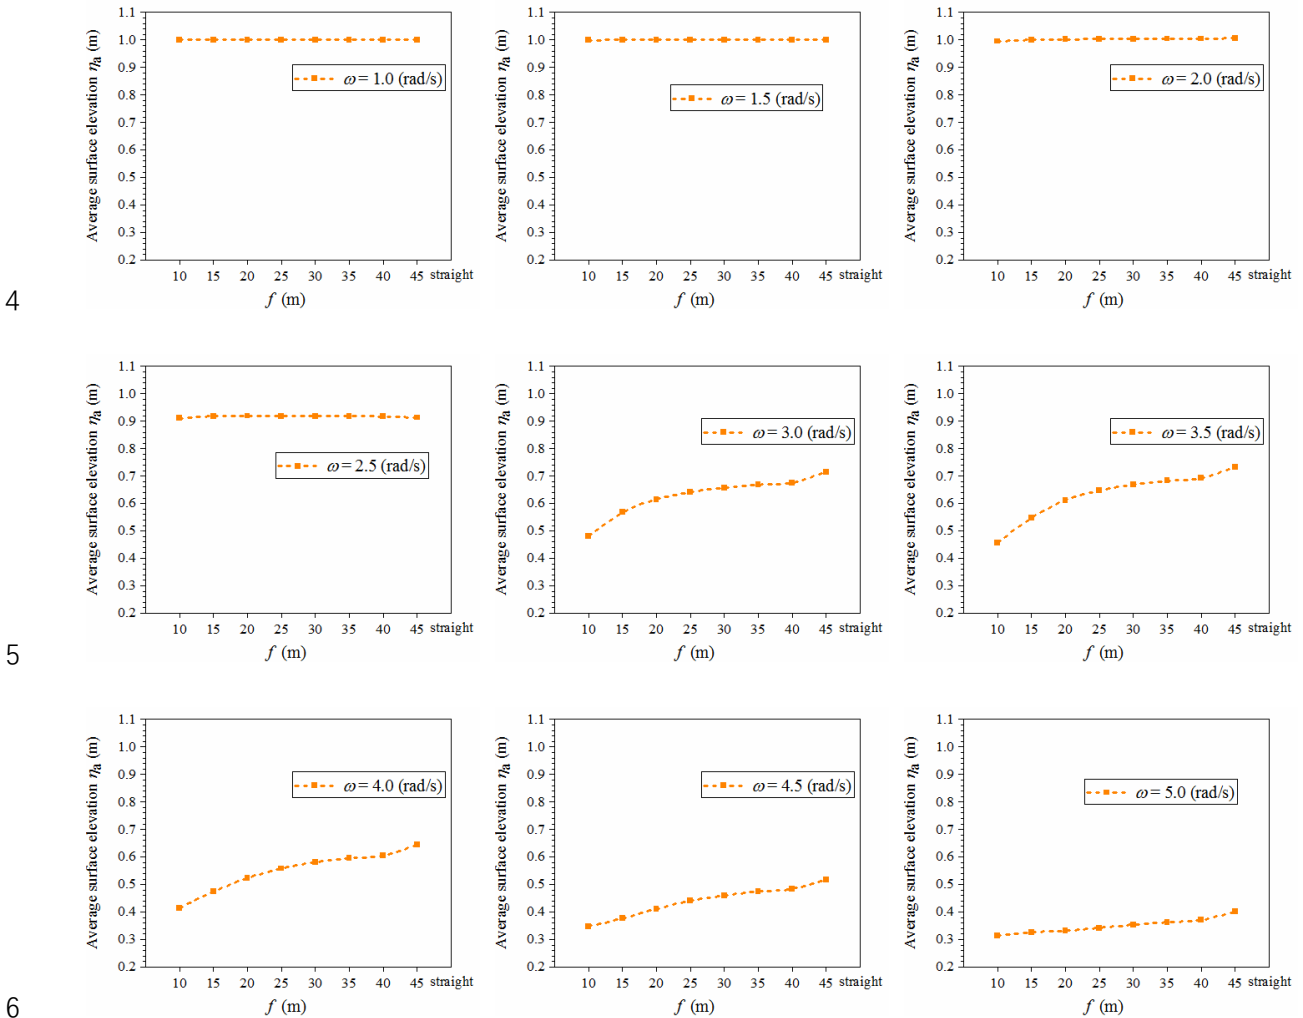 1.1
1.0
0.9
0.8
0.7
0.6
0.5
0.4
0.3
0.2
Average surface elevation ηa (m)
ω = 1.0 (rad/s)
10 15 20 25 30 35 40 45 straight
f (m)
1.1
1.0
0.9
0.8
0.7
0.6
0.5
0.4
0.3
0.2
Average surface elevation ηa (m)
ω = 1.5 (rad/s)
10 15 20 25 30 35 40 45 straight
f (m)
1.1
1.0
0.9
0.8
0.7
0.6
0.5
0.4
0.3
0.2
Average surface elevation ηa (m)
ω = 2.0 (rad/s)
10 15 20 25 30 35 40 45 straight
f (m)
4
1.1
1.0
0.9
0.8
0.7
0.6
0.5
0.4
0.3
0.2
Average surface elevation ηa (m)
ω = 2.5 (rad/s)
10 15 20 25 30 35 40 45 straight
f (m)
1.1
1.0
0.9
0.8
0.7
0.6
0.5
0.4
0.3
0.2
Average surface elevation ηa (m)
ω = 3.0 (rad/s)
10 15 20 25 30 35 40 45 straight
f (m)
1.1
1.0
0.9
0.8
0.7
0.6
0.5
0.4
0.3
0.2
Average surface elevation ηa (m)
ω = 3.5 (rad/s)
10 15 20 25 30 35 40 45 straight
f (m)
5
1.1
1.0
0.9
0.8
0.7
0.6
0.5
0.4
0.3
0.2
Average surface elevation ηa (m)
ω = 4.0 (rad/s)
10 15 20 25 30 35 40 45 straight
f (m)
1.1
1.0
0.9
0.8
0.7
0.6
0.5
0.4
0.3
0.2
Average surface elevation ηa (m)
ω = 4.5 (rad/s)
10 15 20 25 30 35 40 45 straight
f (m)
1.1
1.0
0.9
0.8
0.7
0.6
0.5
0.4
0.3
0.2
Average surface elevation ηa (m)
ω = 5.0 (rad/s)
10 15 20 25 30 35 40 45 straight
f (m)
6